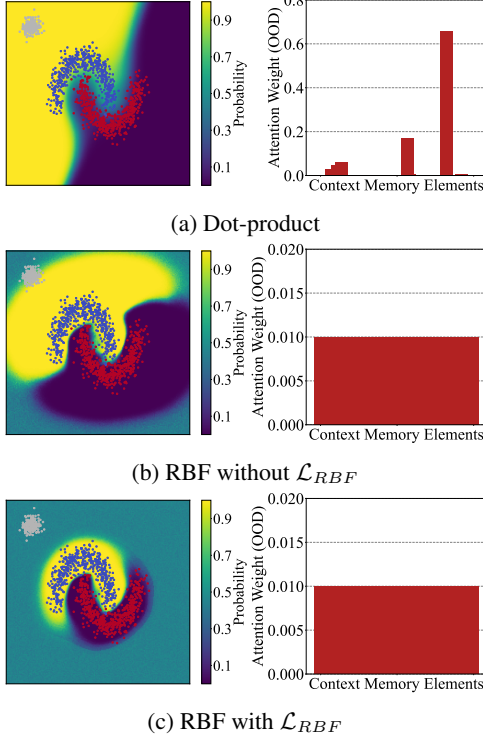 0.9
0.7
0.5
0.3
0.1
Probability
Attention Weight (OOD)
0.8
0.6
0.4
0.2
0.0
Context Memory Elements
(a) Dot-product
0.9
0.7
0.5
0.3
0.1
Probability
Attention Weight (OOD)
0.020
0.015
0.010
0.005
0.000
Context Memory Elements
(b) RBF without ℒ_RBF
0.9
0.7
0.5
0.3
0.1
Probability
Attention Weight (OOD)
0.020
0.015
0.010
0.005
0.000
Context Memory Elements
(c) RBF with ℒ_RBF